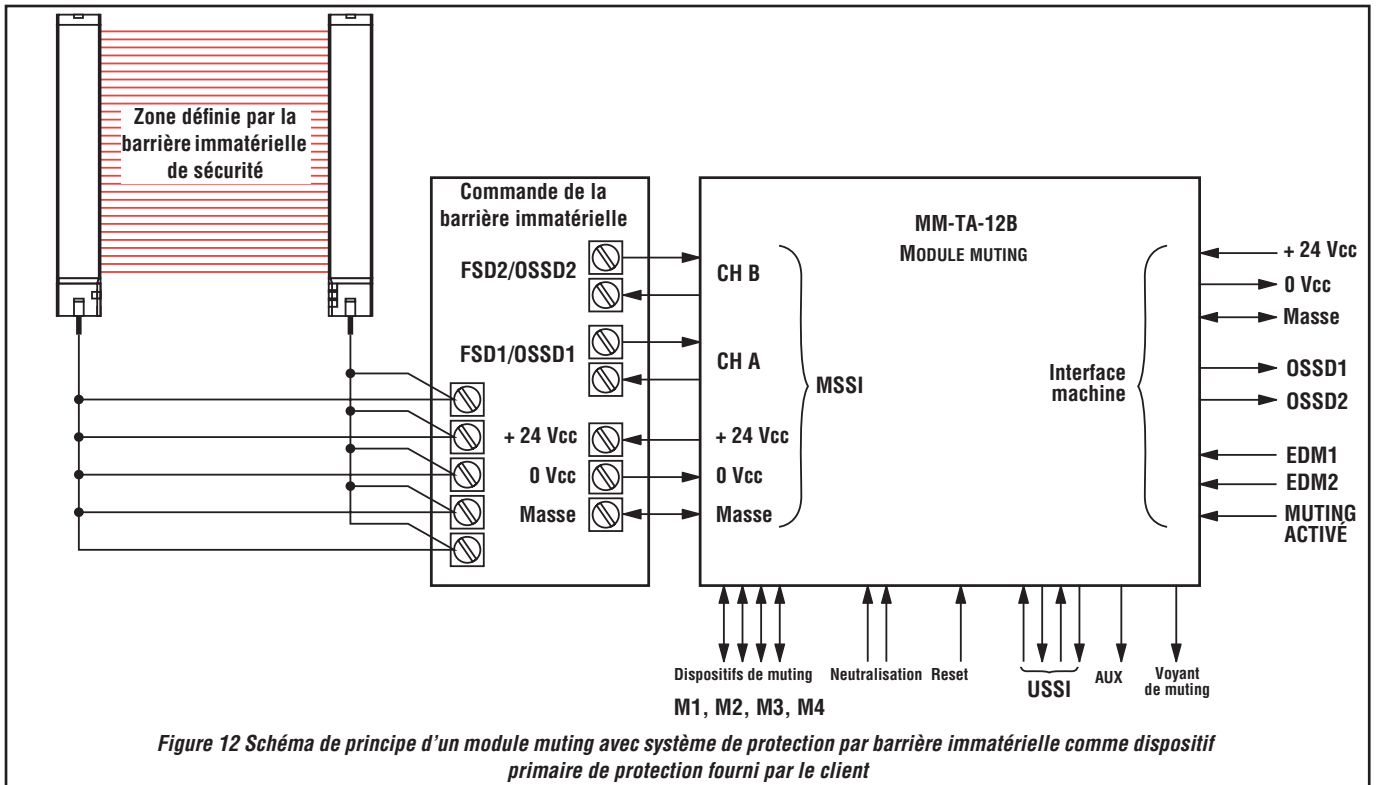 Zone définie par la
barrière immatérielle
de sécurité
Commande de la
barrière immatérielle
FSD2/OSSD2
FSD1/OSSD1
+ 24 Vcc
0 Vcc
Masse
MM-TA-12B
MODULE MUTING
CH B
CH A
MSSI
+ 24 Vcc
0 Vcc
Masse
Interface
machine
+ 24 Vcc
0 Vcc
Masse
OSSD1
OSSD2
EDM1
EDM2
MUTING
ACTIVÉ
Dispositifs de muting
M1, M2, M3, M4
Neutralisation
Reset
USSI
AUX
Voyant
de muting
Figure 12 Schéma de principe d'un module muting avec système de protection par barrière immatérielle comme dispositif
primaire de protection fourni par le client